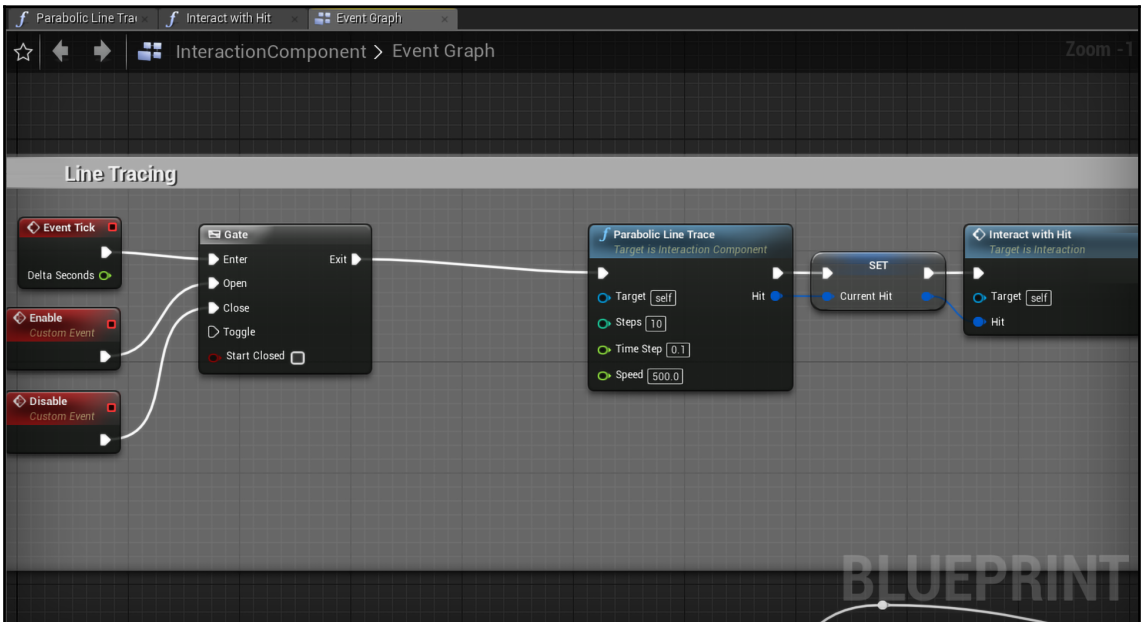 Parabolic Line Tra
Interact with Hit
Event Graph
InteractionComponent > Event Graph
Zoom -1
Line Tracing
Event Tick
Delta Seconds
Enable
Custom Event
Disable
Custom Event
Gate
Enter
Exit
Open
Close
Toggle
Start Closed
Parabolic Line Trace
Target is Interaction Component
Target self
Hit
Steps 10
Time Step 0.1
Speed 500.0
SET
Current Hit
Interact with Hit
Target is Interaction
Target self
Hit
BLUEPRINT